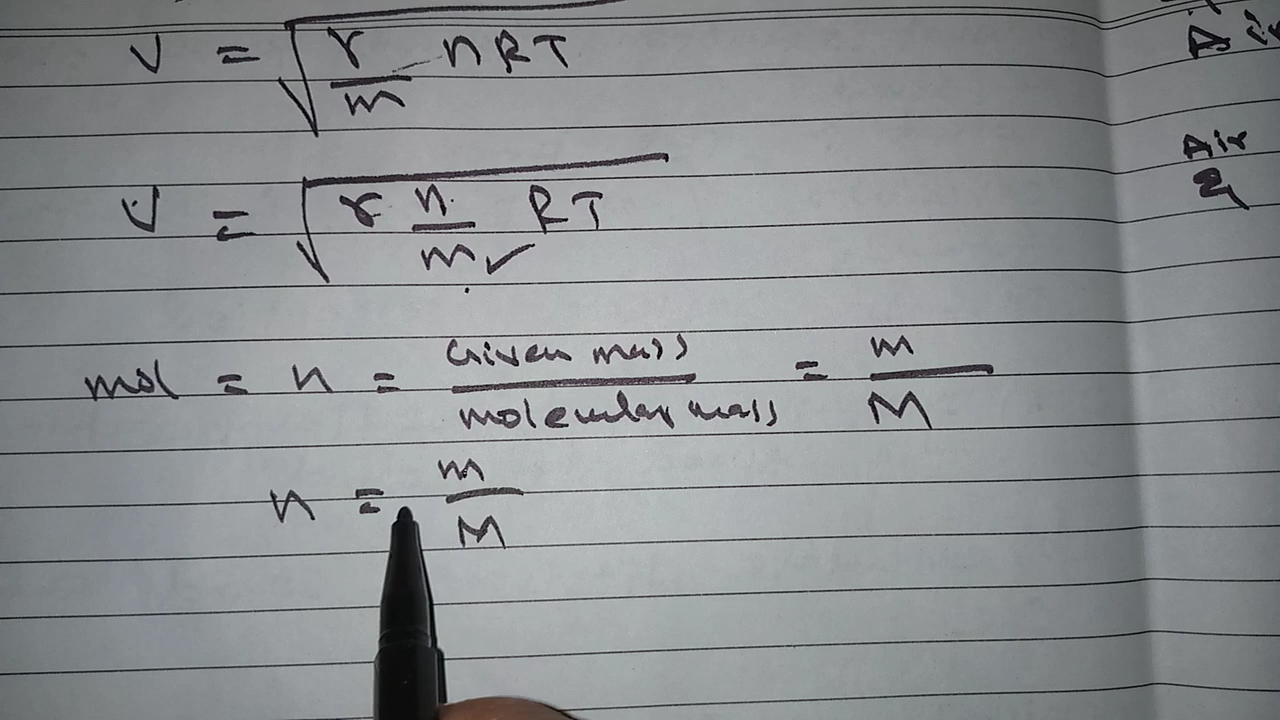 V = √ r/m nRT
V = √ r n/m RT
mol = n = Given mass / molecular mass = m / M
n = m / M
Air